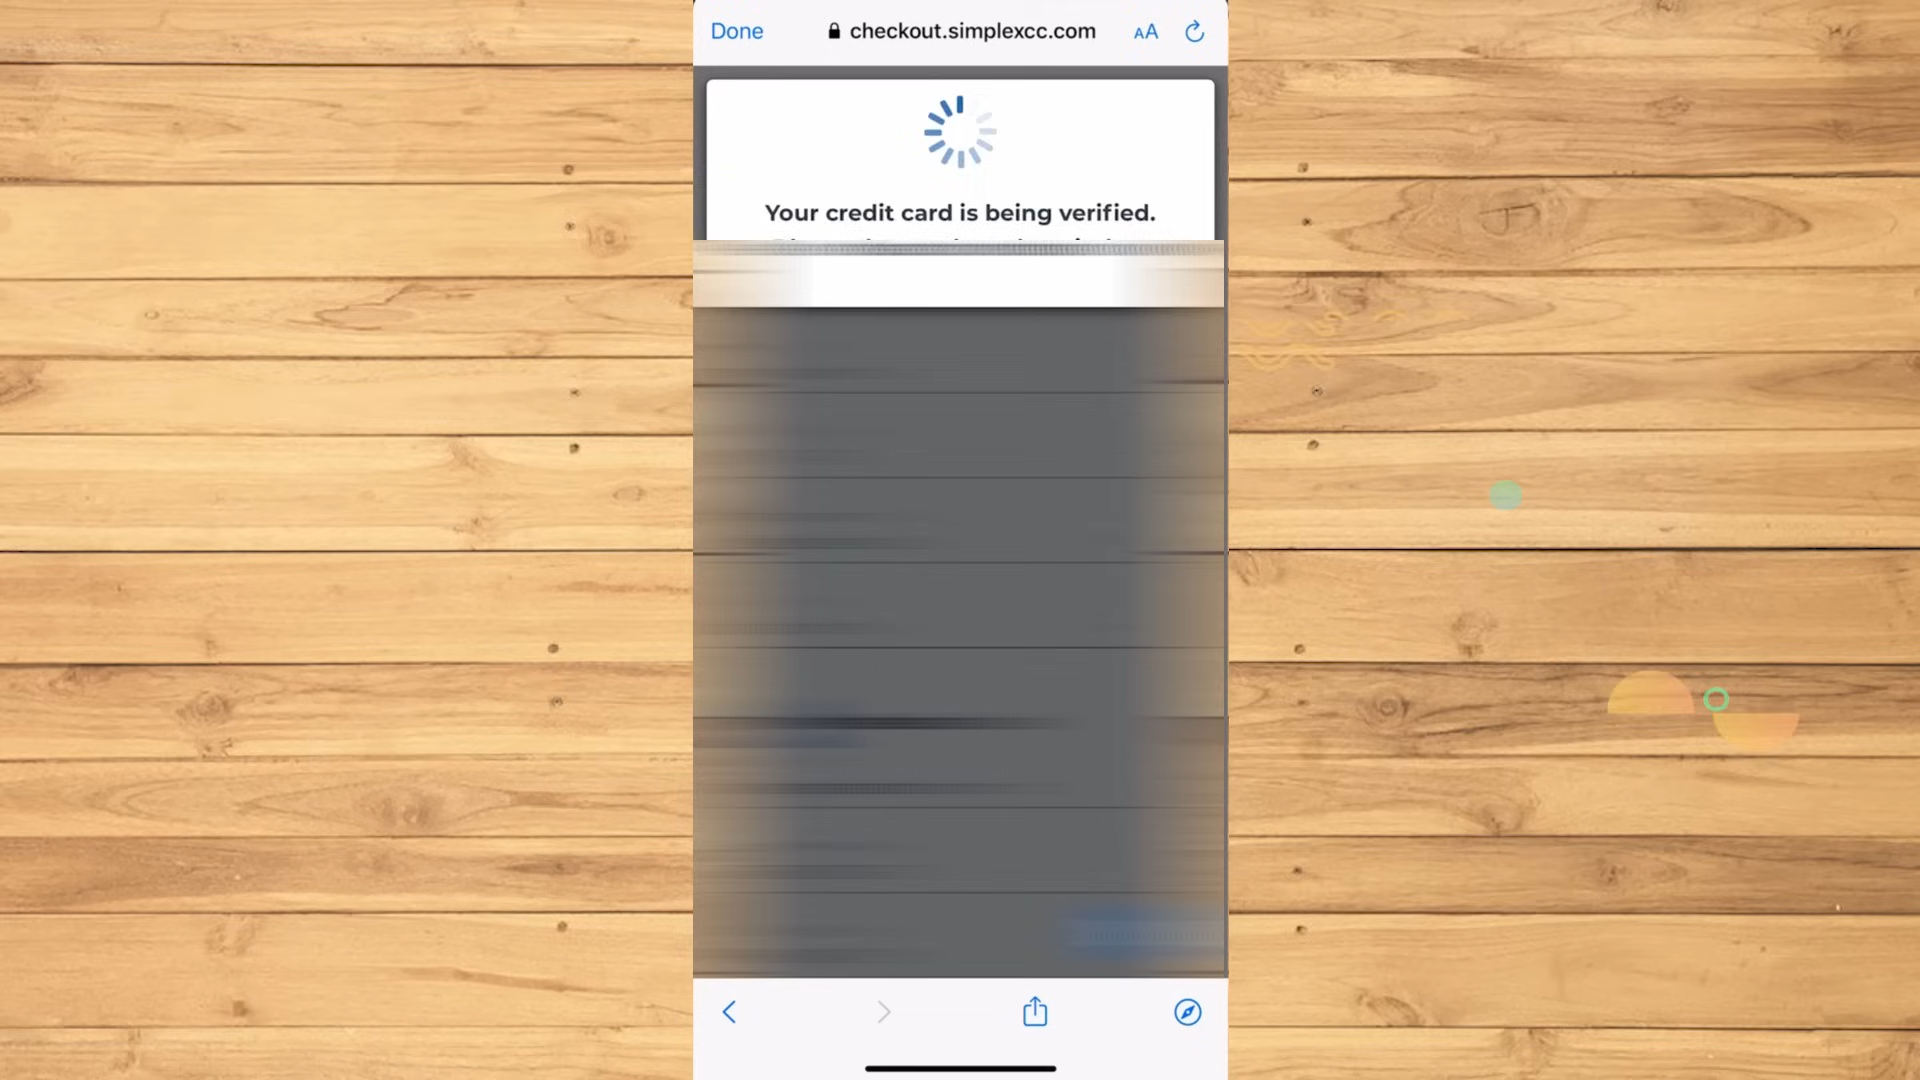 Done
checkout.simplexcc.com
AA
Your credit card is being verified.